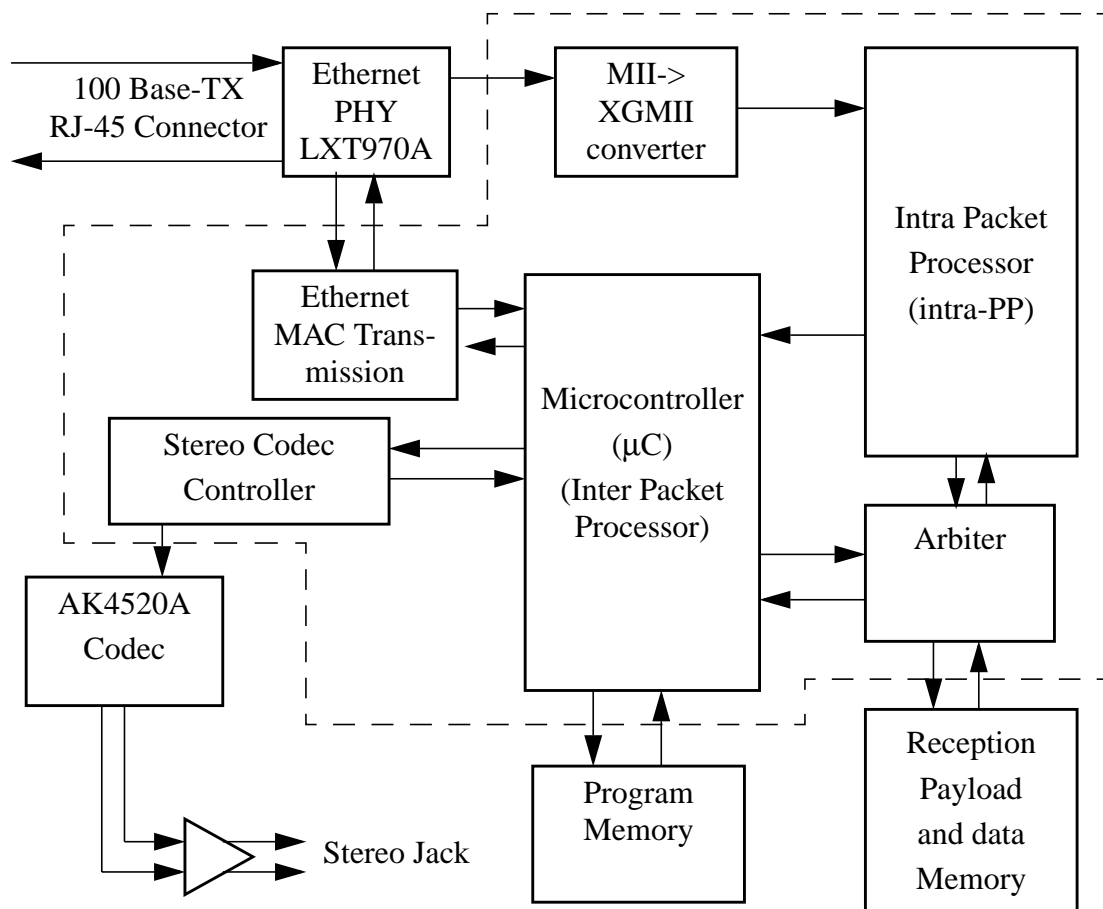 100 Base-TX
RJ-45 Connector
Ethernet
PHY
LXT970A
MII->
XGMII
converter
Intra Packet
Processor
(intra-PP)
Ethernet
MAC Trans-
mission
Microcontroller
(μC)
(Inter Packet
Processor)
Stereo Codec
Controller
Arbiter
AK4520A
Codec
Program
Memory
Reception
Payload
and data
Memory
Stereo Jack